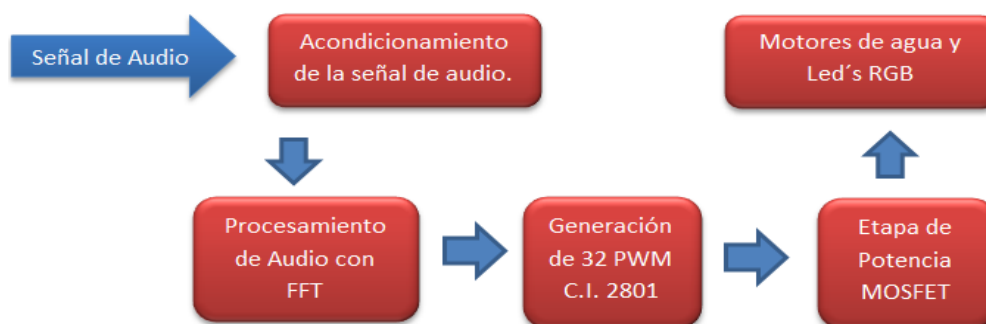 Señal de Audio
Acondicionamiento
de la señal de audio.
Procesamiento
de Audio con
FFT
Generación
de 32 PWM
C.I. 2801
Etapa de
Potencia
MOSFET
Motores de agua y
Led´s RGB